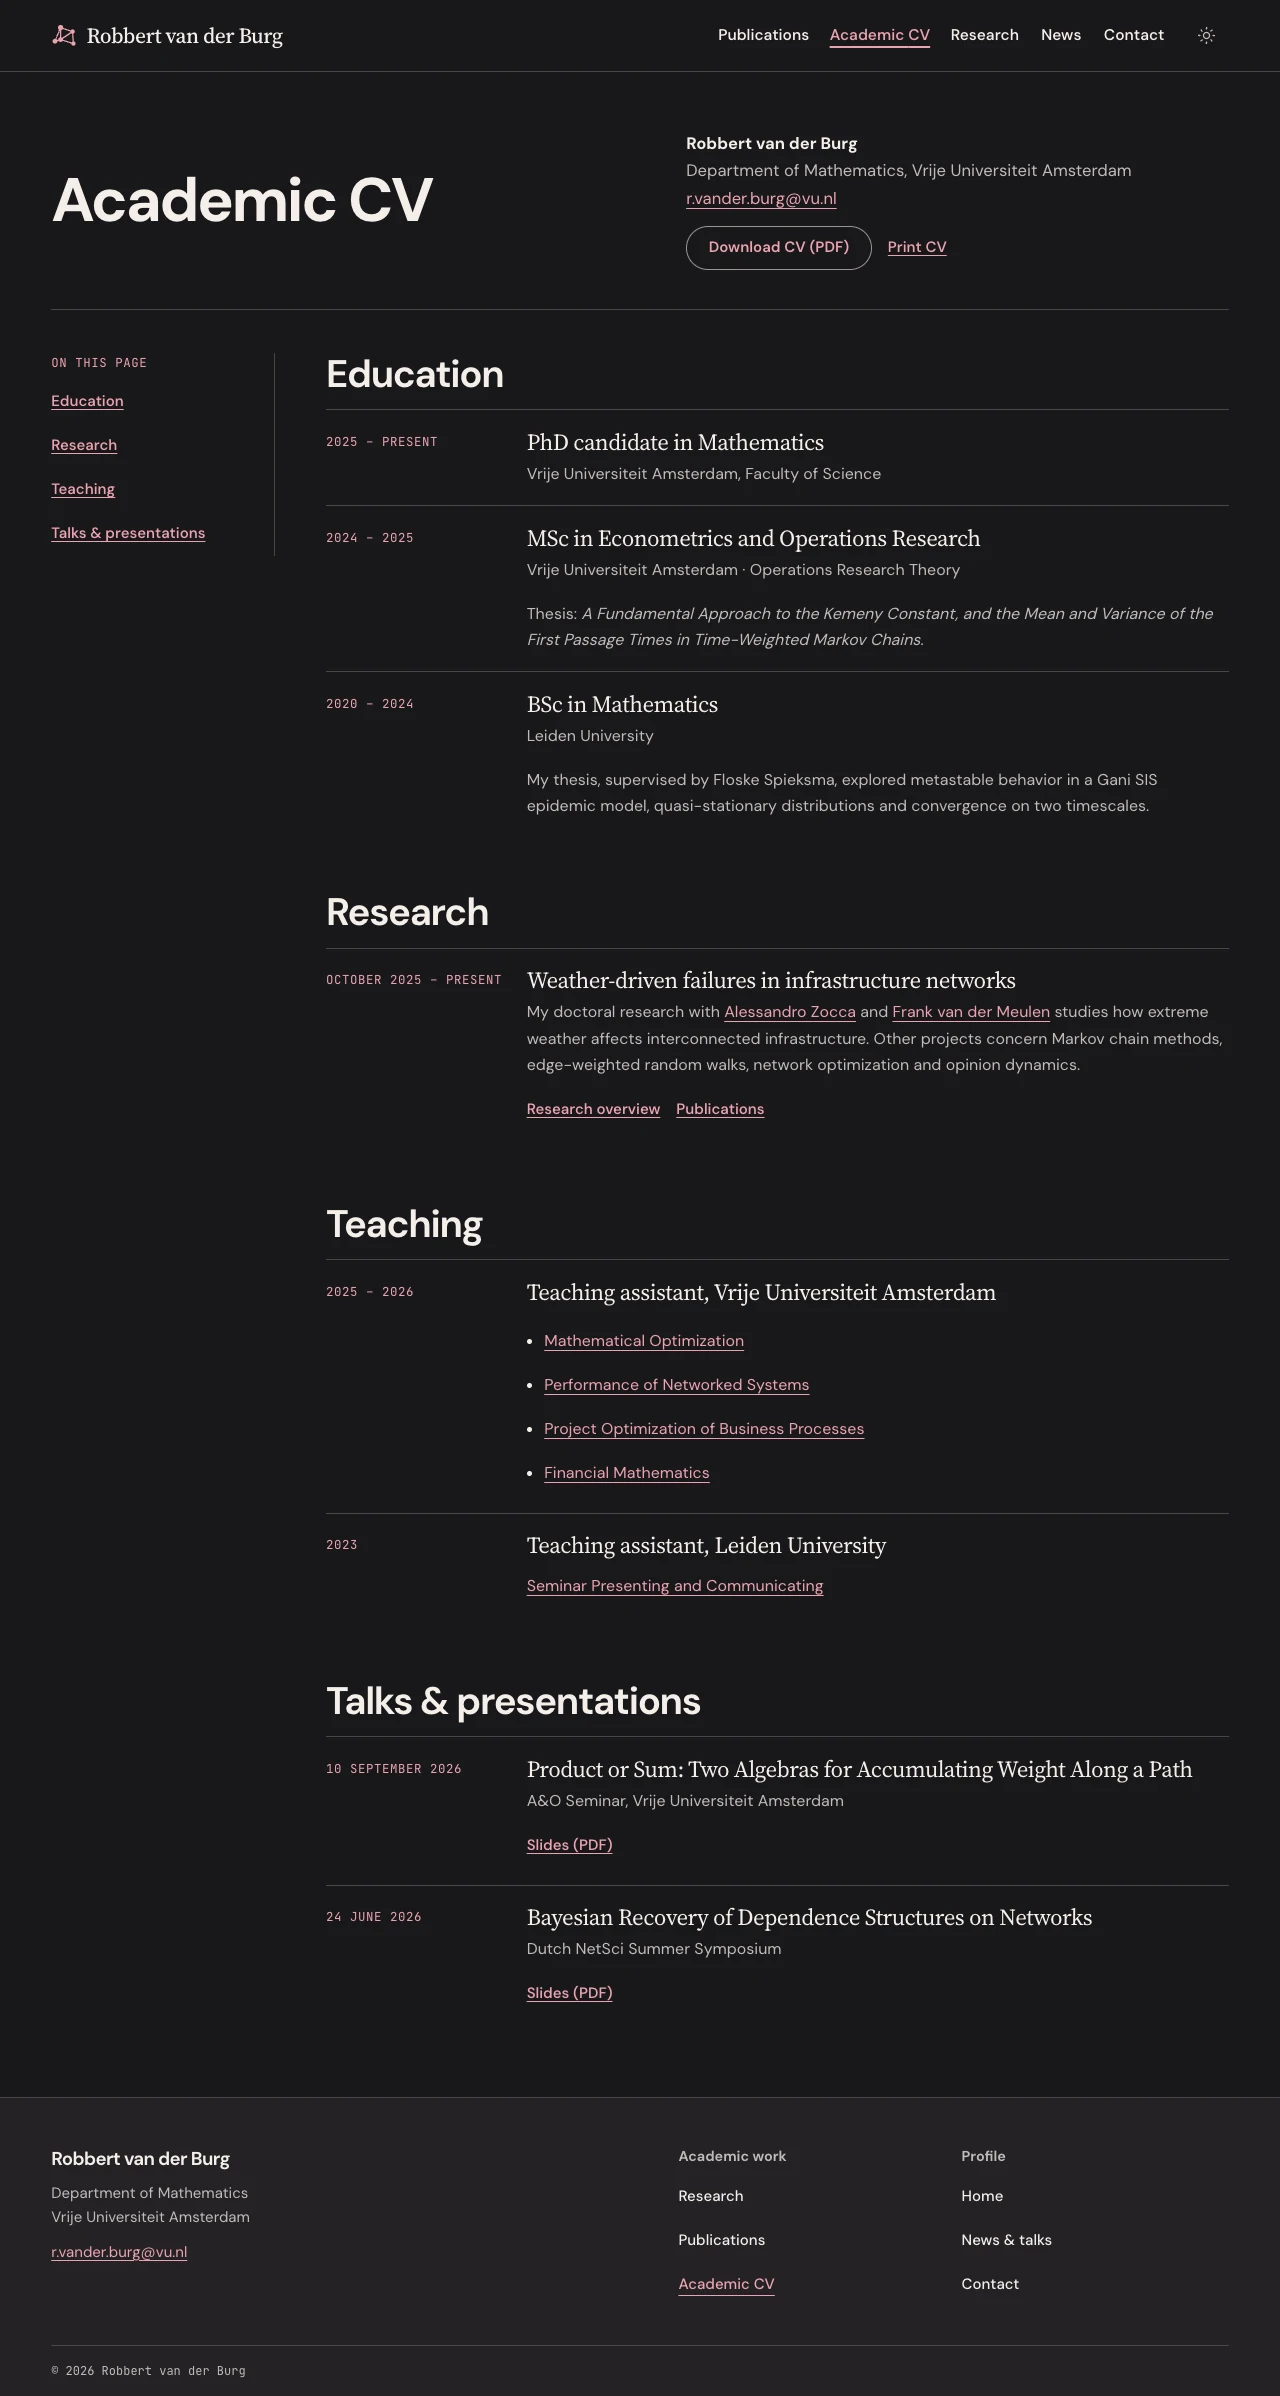 Robbert van der Burg
Publications Academic CV Research News Contact
Academic CV
Robbert van der Burg
Department of Mathematics, Vrije Universiteit Amsterdam
r.vander.burg@vu.nl
Download CV (PDF) Print CV
ON THIS PAGE
Education
Research
Teaching
Talks & presentations
Education
2025 – PRESENT
PhD candidate in Mathematics
Vrije Universiteit Amsterdam, Faculty of Science
2024 – 2025
MSc in Econometrics and Operations Research
Vrije Universiteit Amsterdam · Operations Research Theory
Thesis: A Fundamental Approach to the Kemeny Constant, and the Mean and Variance of the
First Passage Times in Time-Weighted Markov Chains.
2020 – 2024
BSc in Mathematics
Leiden University
My thesis, supervised by Floske Spieksma, explored metastable behavior in a Gani SIS
epidemic model, quasi-stationary distributions and convergence on two timescales.
Research
OCTOBER 2025 – PRESENT
Weather-driven failures in infrastructure networks
My doctoral research with Alessandro Zocca and Frank van der Meulen studies how extreme
weather affects interconnected infrastructure. Other projects concern Markov chain methods,
edge-weighted random walks, network optimization and opinion dynamics.
Research overview Publications
Teaching
2025 – 2026
Teaching assistant, Vrije Universiteit Amsterdam
• Mathematical Optimization
• Performance of Networked Systems
• Project Optimization of Business Processes
• Financial Mathematics
2023
Teaching assistant, Leiden University
Seminar Presenting and Communicating
Talks & presentations
10 SEPTEMBER 2026
Product or Sum: Two Algebras for Accumulating Weight Along a Path
A&O Seminar, Vrije Universiteit Amsterdam
Slides (PDF)
24 JUNE 2026
Bayesian Recovery of Dependence Structures on Networks
Dutch NetSci Summer Symposium
Slides (PDF)
Robbert van der Burg
Department of Mathematics
Vrije Universiteit Amsterdam
r.vander.burg@vu.nl
Academic work
Research
Publications
Academic CV
Profile
Home
News & talks
Contact
© 2026 Robbert van der Burg